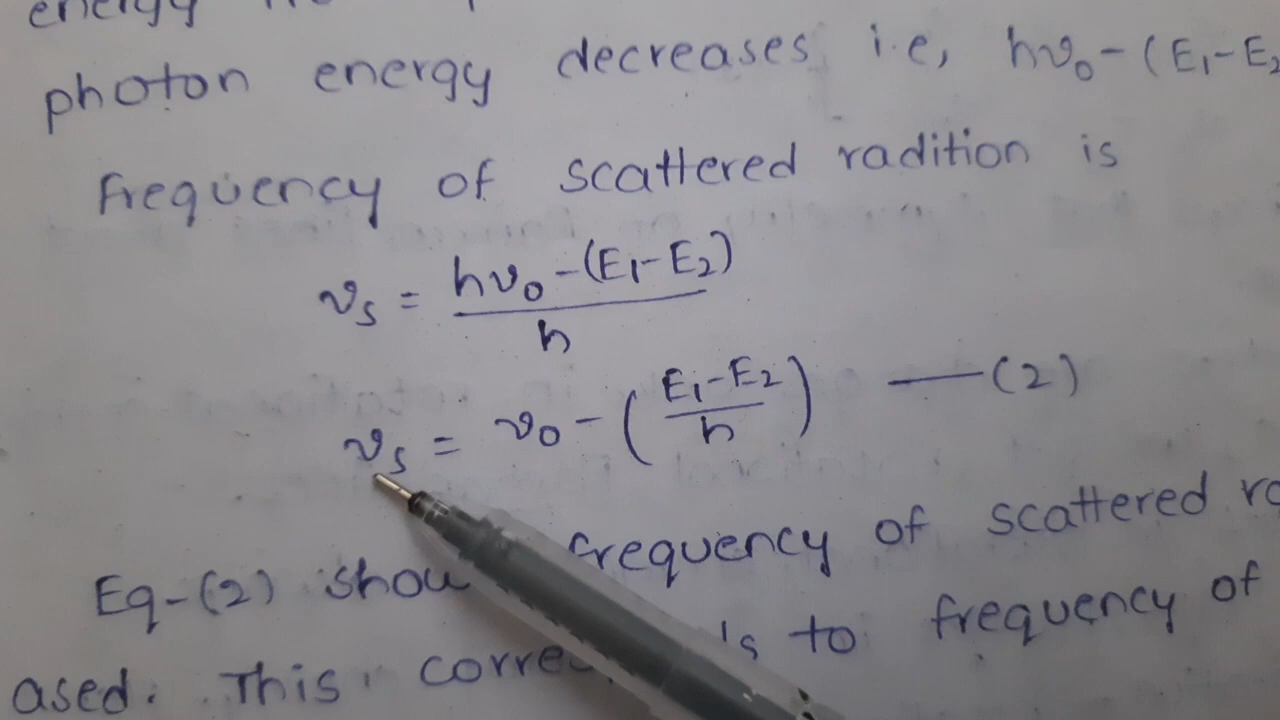 energy
photon energy decreases, i.e, hν₀-(E₁-E₂
Frequency of scattered radition is
νₛ = hν₀-(E₁-E₂) / h
νₛ = ν₀-(E₁-E₂ / h) —(2)
Eq-(2) frequency of scattered
ased. This to frequency of